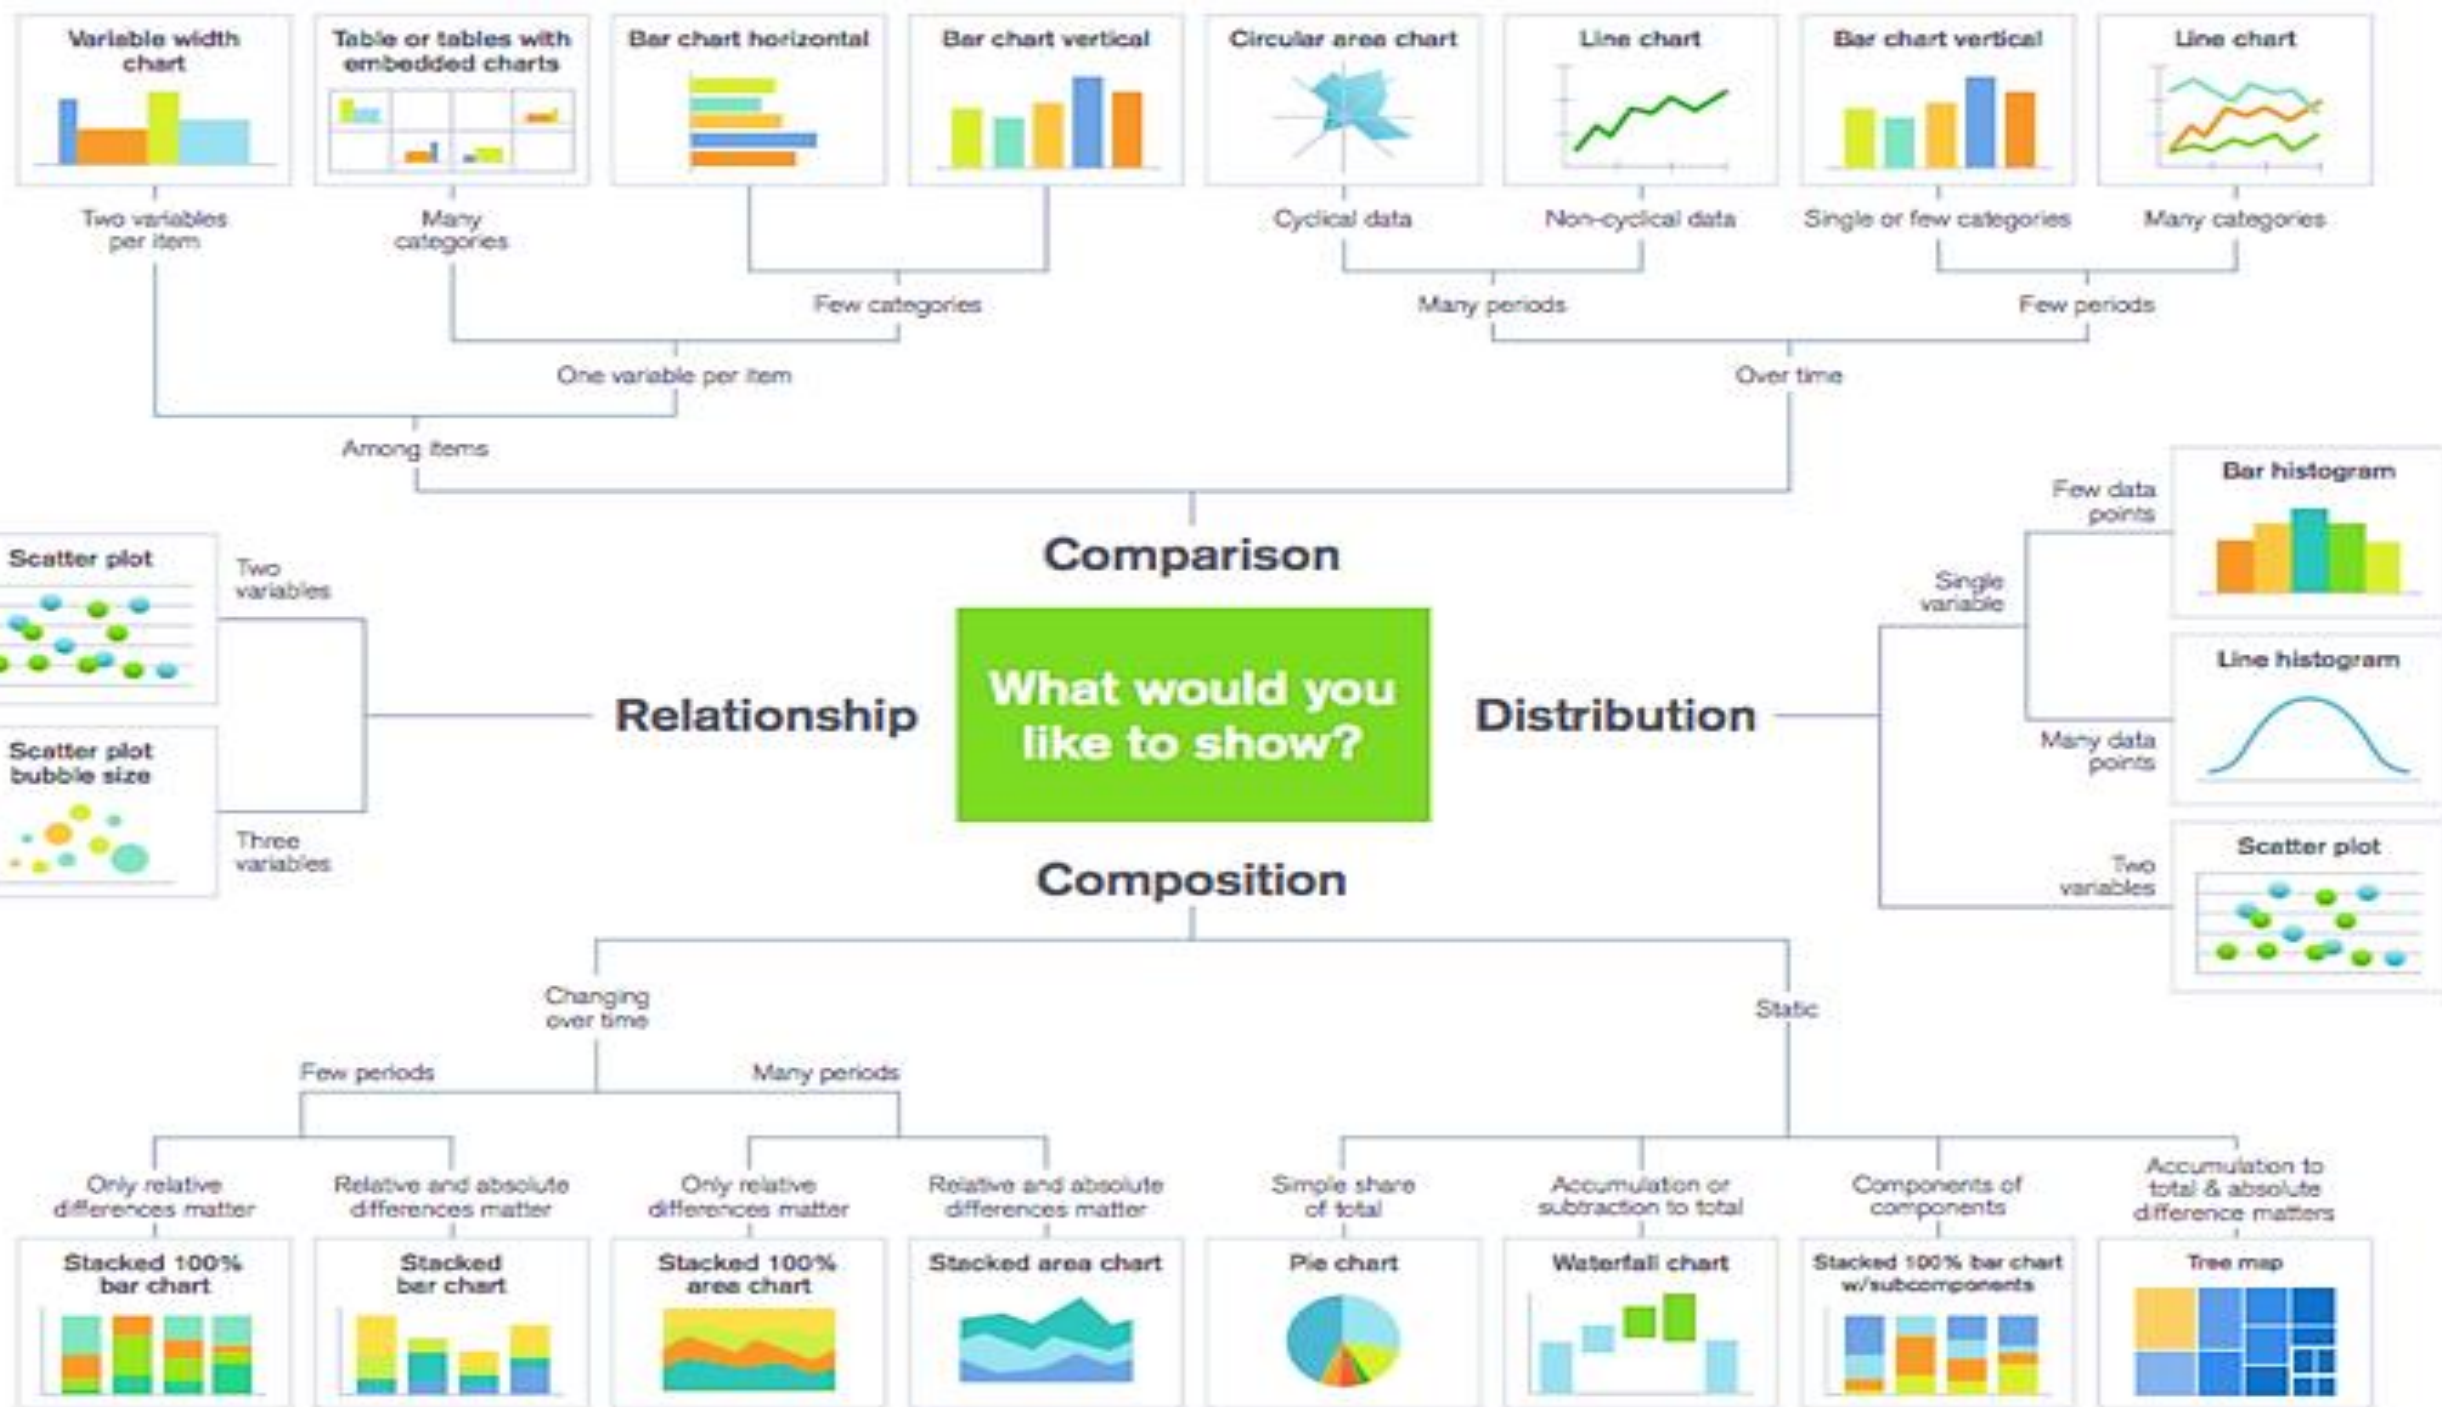 Variable width
chart
Table or tables with
embedded charts
Bar chart horizontal
Bar chart vertical
Circular area chart
Line chart
Bar chart vertical
Line chart
Two variables
per item
Many
categories
Cyclical data
Non-cyclical data
Single or few categories
Many categories
Few categories
Many periods
Few periods
One variable per item
Over time
Among items
Comparison
Scatter plot
Two
variables
Scatter plot
bubble size
Three
variables
Relationship
What would you
like to show?
Distribution
Single
variable
Few data
points
Bar histogram
Line histogram
Many data
points
Two
variables
Scatter plot
Composition
Changing
over time
Static
Few periods
Many periods
Only relative
differences matter
Relative and absolute
differences matter
Only relative
differences matter
Relative and absolute
differences matter
Simple share
of total
Accumulation or
subtraction to total
Components of
components
Accumulation to
total & absolute
difference matters
Stacked 100%
bar chart
Stacked
bar chart
Stacked 100%
area chart
Stacked area chart
Pie chart
Waterfall chart
Stacked 100% bar chart
w/subcomponents
Tree map